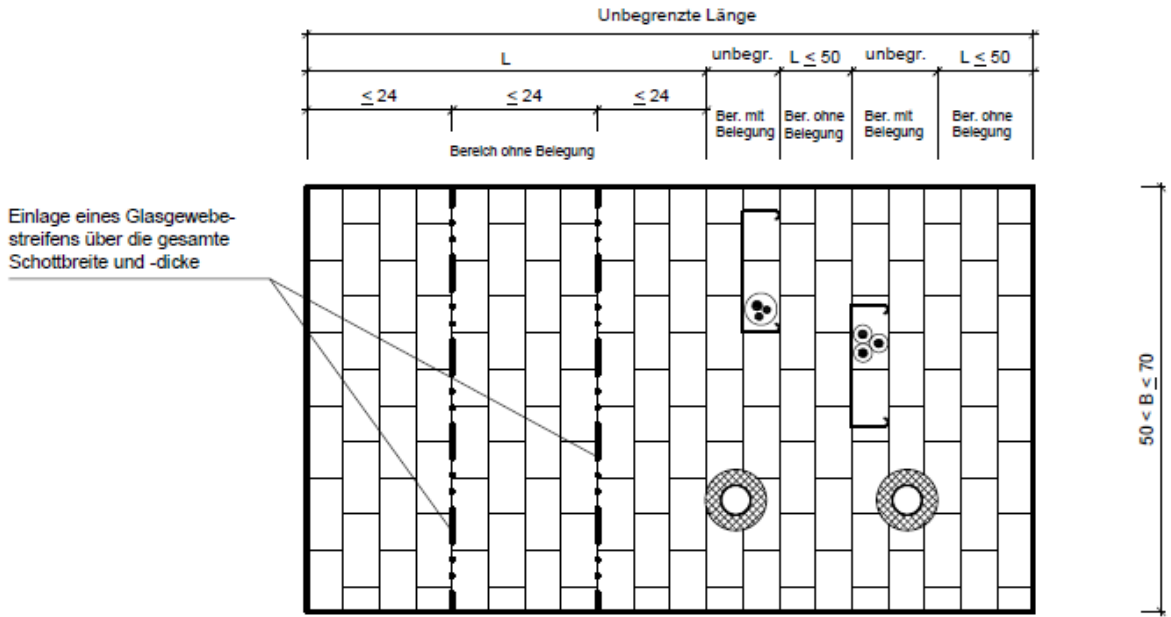 Unbegrenzte Länge
L
unbegr.
L ≤ 50
unbegr.
L ≤ 50
≤ 24
≤ 24
≤ 24
Ber. mit
Belegung
Ber. ohne
Belegung
Ber. mit
Belegung
Ber. ohne
Belegung
Bereich ohne Belegung
Einlage eines Glasgewebe-
streifens über die gesamte
Schottbreite und -dicke
50 < B ≤ 70